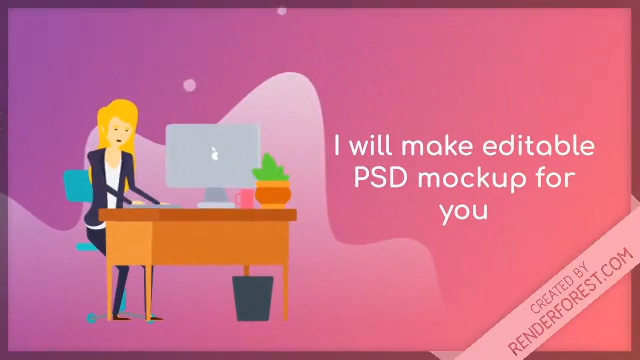 I will make editable
PSD mockup for
you
CREATED BY
RENDERFOREST.COM